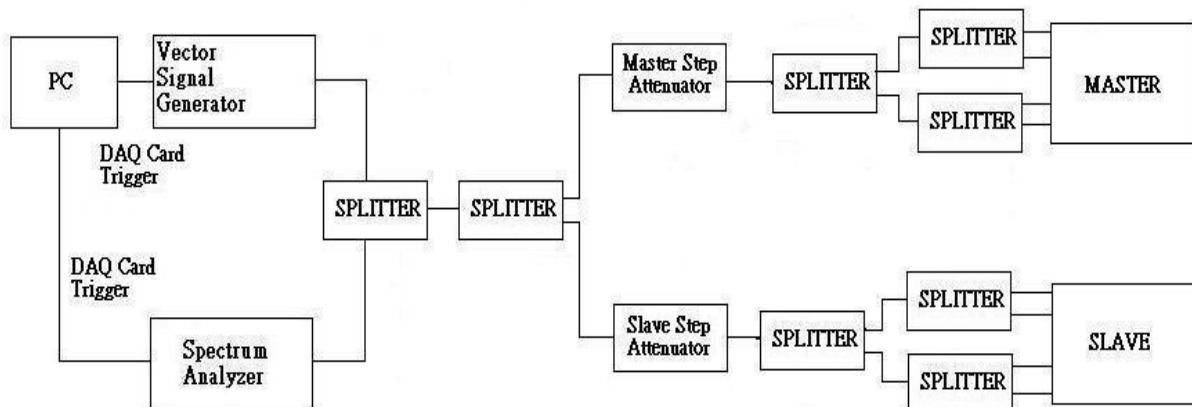 PC
Vector
Signal
Generator
DAQ Card
Trigger
DAQ Card
Trigger
Spectrum
Analyzer
SPLITTER
SPLITTER
Master Step
Attenuator
SPLITTER
SPLITTER
SPLITTER
MASTER
Slave Step
Attenuator
SPLITTER
SPLITTER
SPLITTER
SLAVE